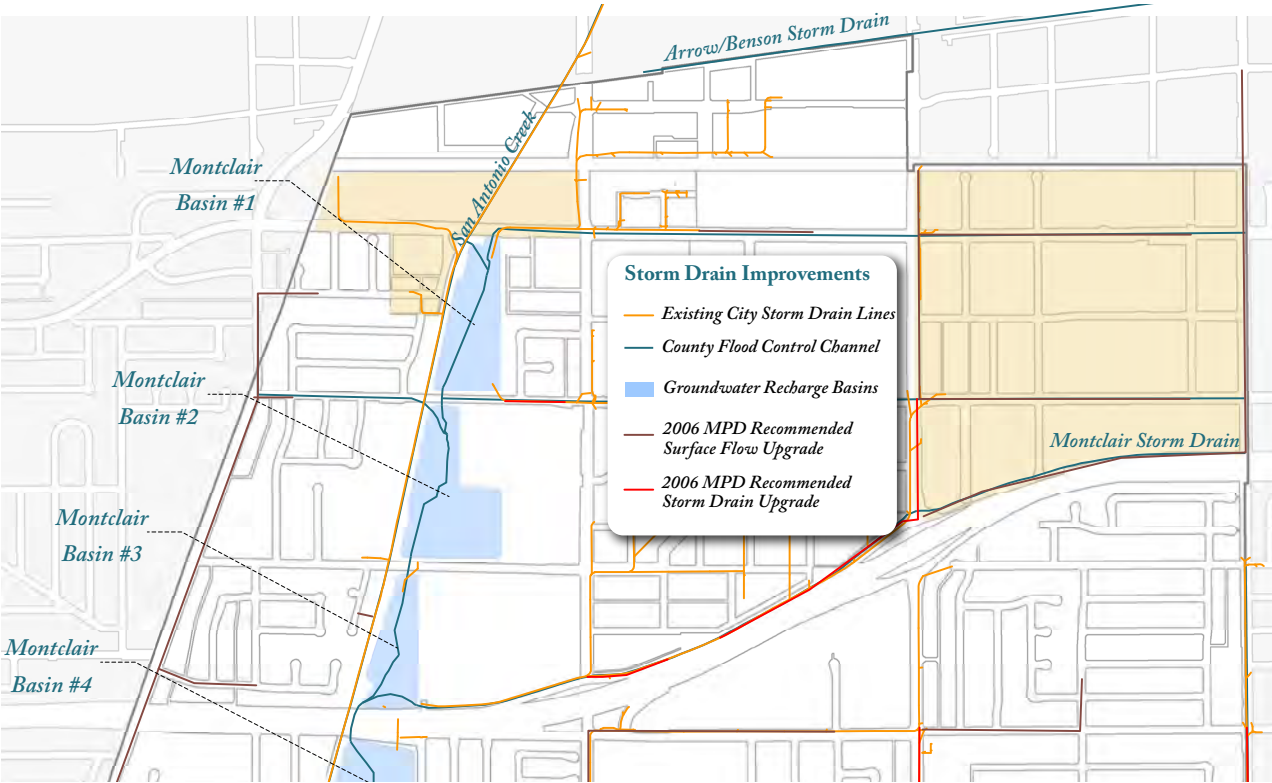 Arrow/Benson Storm Drain
San Antonio Creek
Montclair
Basin #1
Storm Drain Improvements
Existing City Storm Drain Lines
County Flood Control Channel
Groundwater Recharge Basins
2006 MPD Recommended
Surface Flow Upgrade
2006 MPD Recommended
Storm Drain Upgrade
Montclair
Basin #2
Montclair Storm Drain
Montclair
Basin #3
Montclair
Basin #4